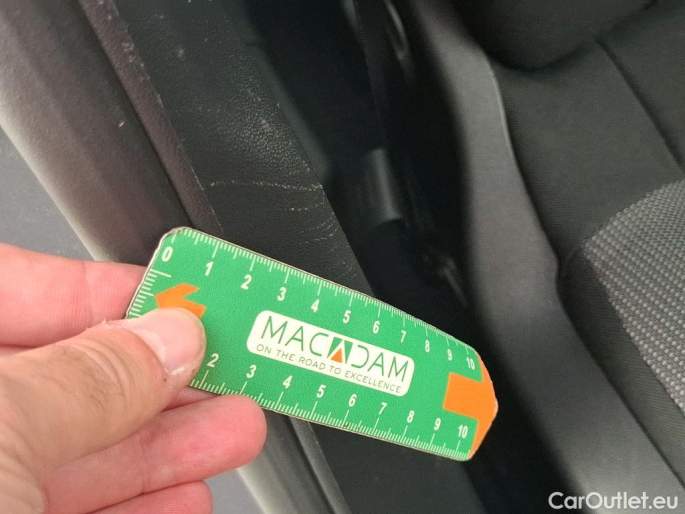 0 1 2 3 4 5 6 7 8 9 10
MACADAM
ON THE ROAD TO EXCELLENCE
2 3 4 5 6 7 8 9 10
CarOutlet.eu